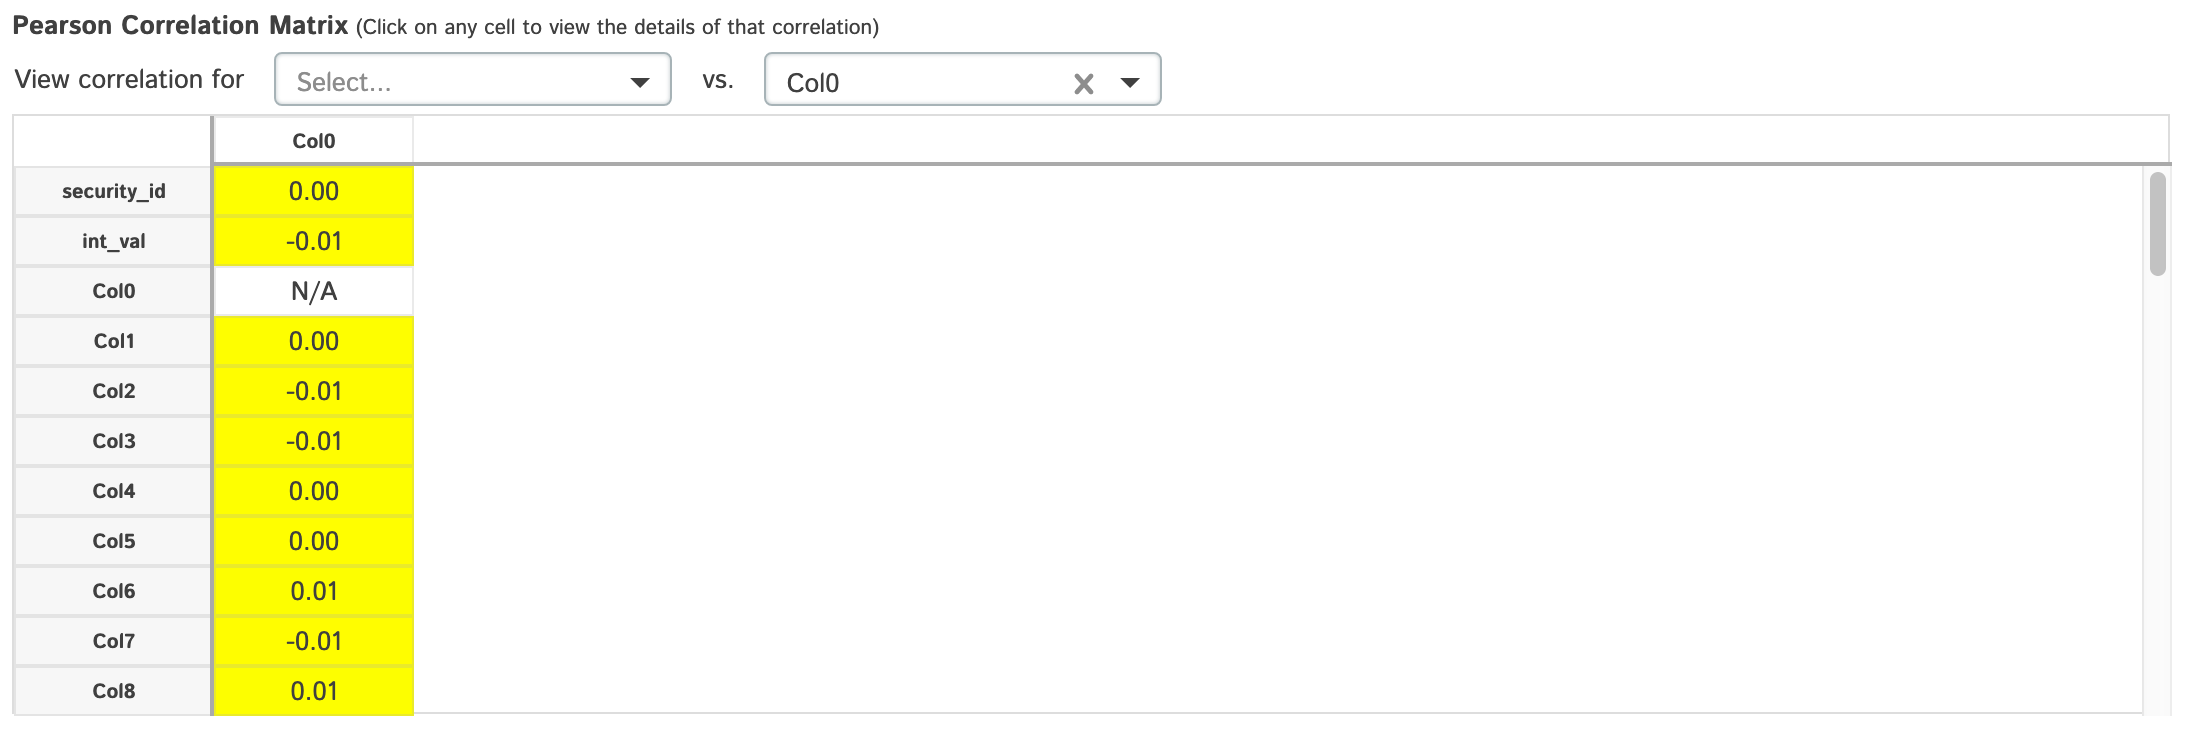 Pearson Correlation Matrix (Click on any cell to view the details of that correlation)
View correlation for Select... vs. Col0
Col0
security_id 0.00
int_val -0.01
Col0 N/A
Col1 0.00
Col2 -0.01
Col3 -0.01
Col4 0.00
Col5 0.00
Col6 0.01
Col7 -0.01
Col8 0.01